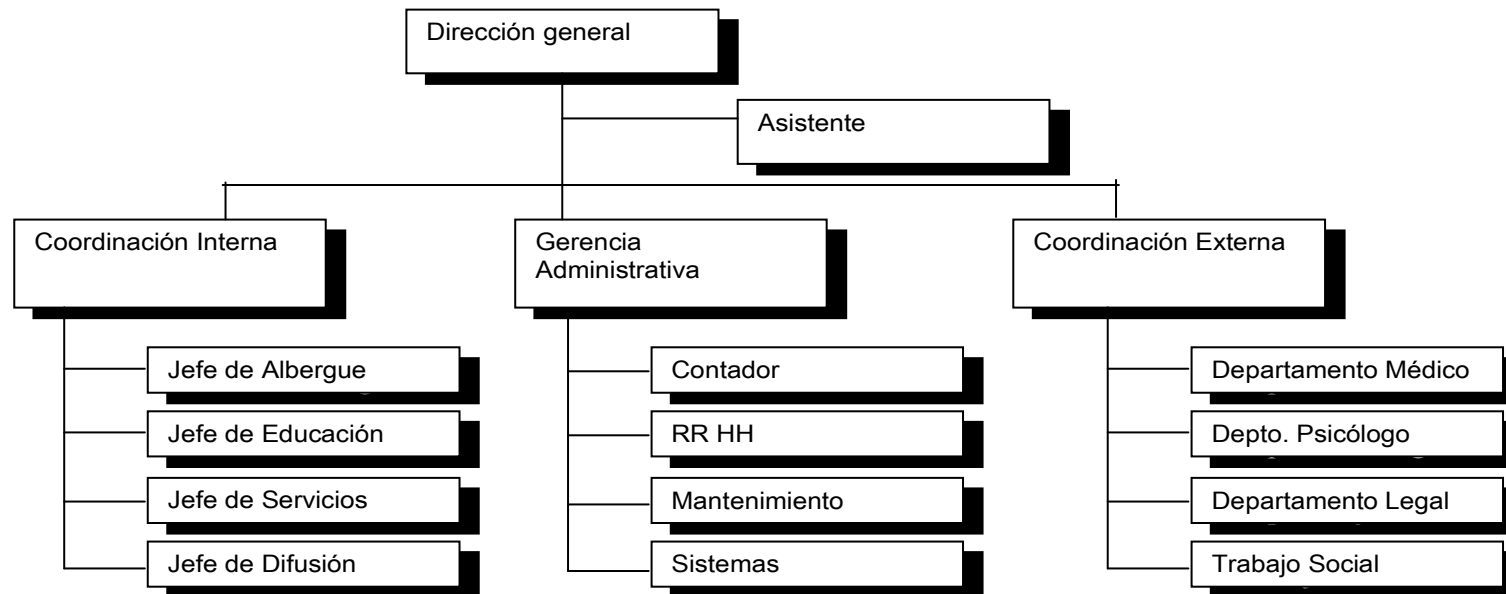 Dirección general
Asistente
Coordinación Interna
Gerencia
Administrativa
Coordinación Externa
Jefe de Albergue
Jefe de Educación
Jefe de Servicios
Jefe de Difusión
Contador
RR HH
Mantenimiento
Sistemas
Departamento Médico
Depto. Psicólogo
Departamento Legal
Trabajo Social